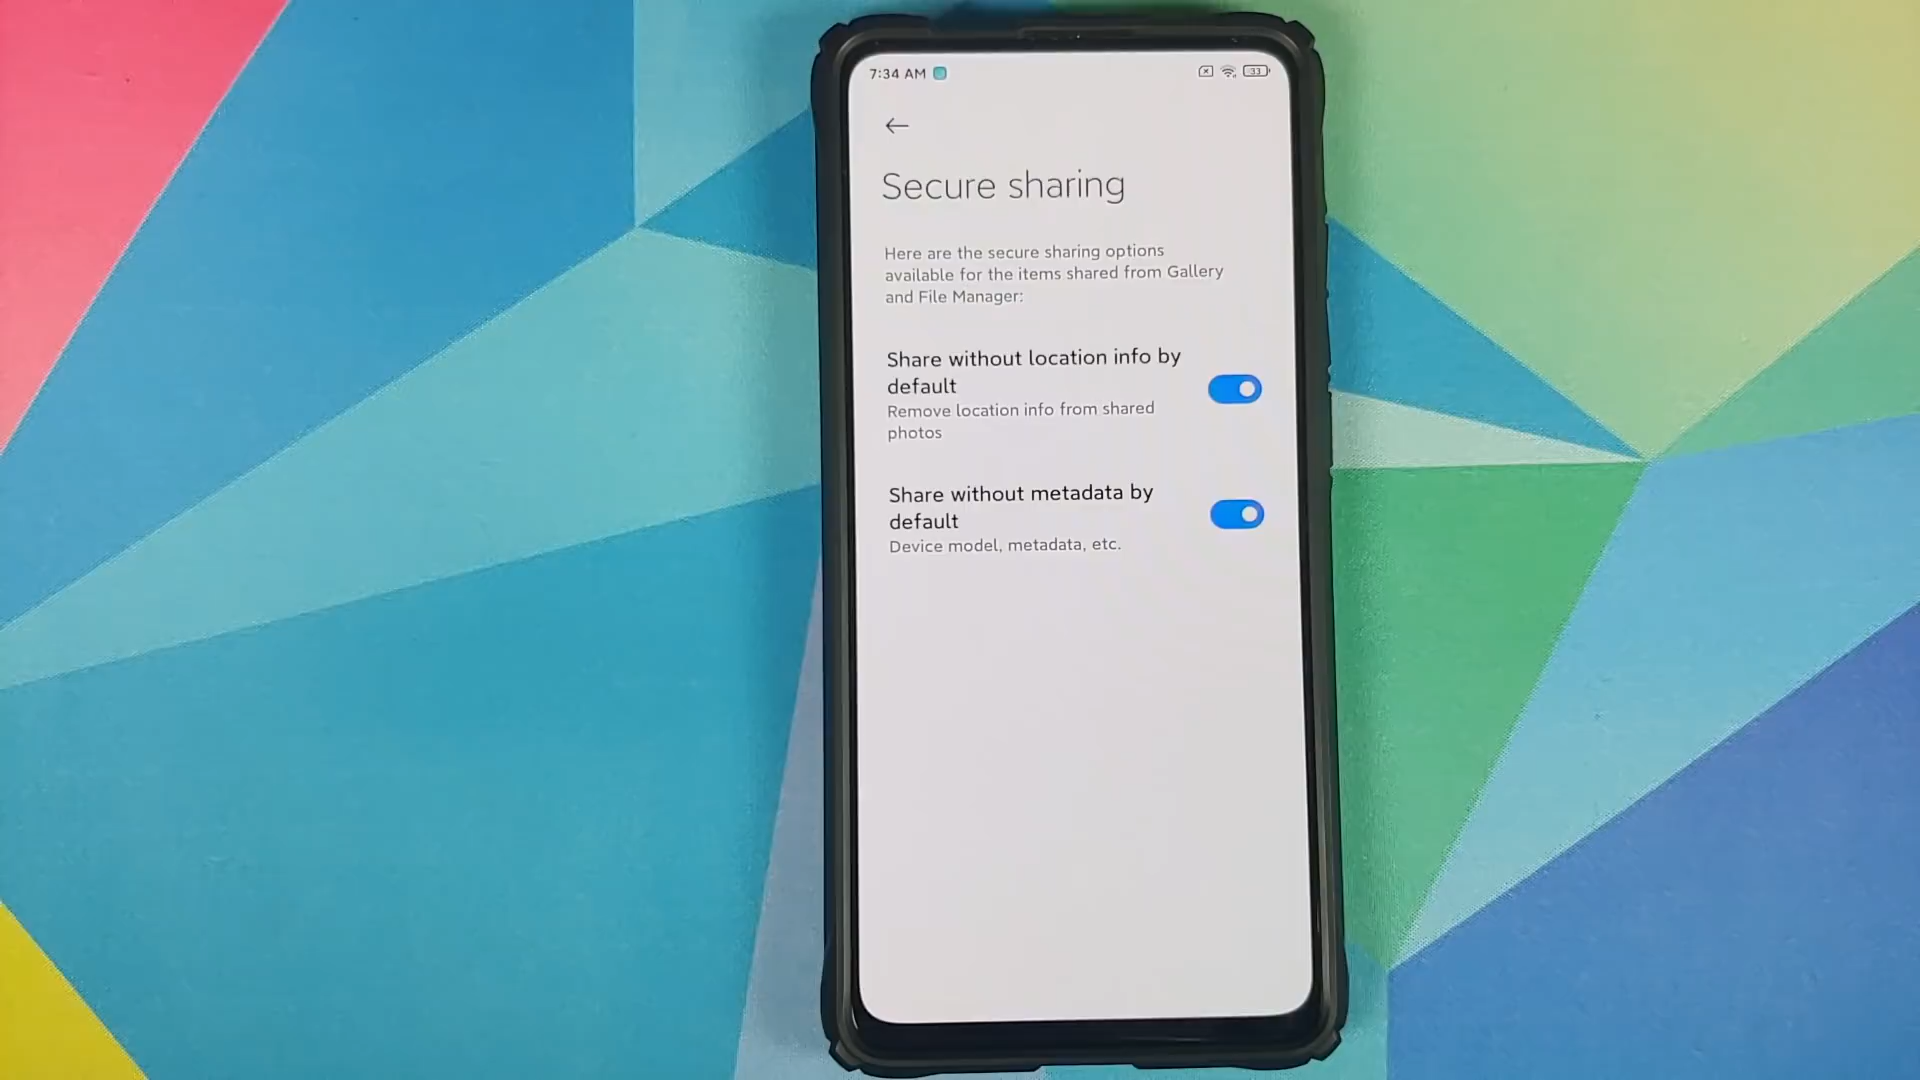 7:34 AM
33
Secure sharing
Here are the secure sharing options
available for the items shared from Gallery
and File Manager:
Share without location info by
default
Remove location info from shared
photos
Share without metadata by
default
Device model, metadata, etc.